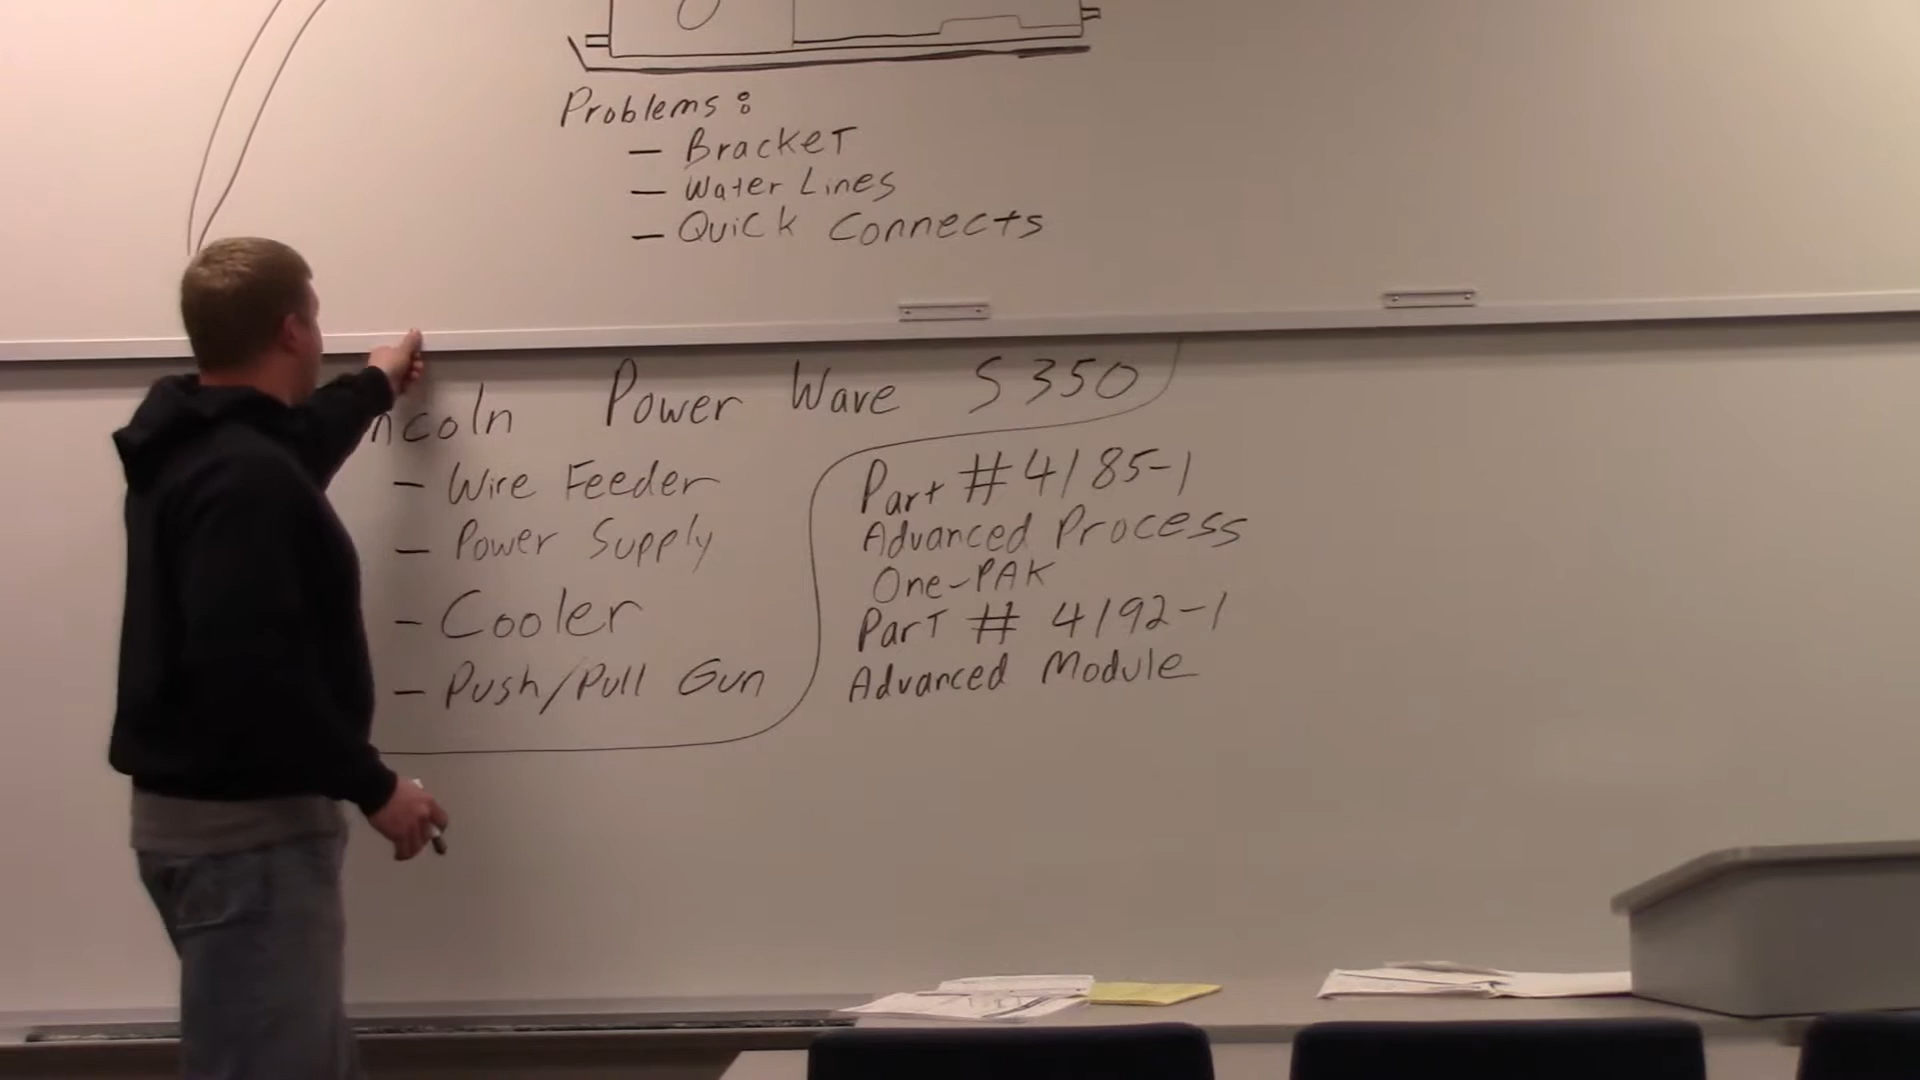 Problems:
— Bracket
— Water Lines
— Quick Connects
ncoln Power Wave S350
— Wire Feeder
— Power Supply
— Cooler
— Push/Pull Gun
Part #4185-1
Advanced Process
One-PAK
Part # 4192-1
Advanced Module